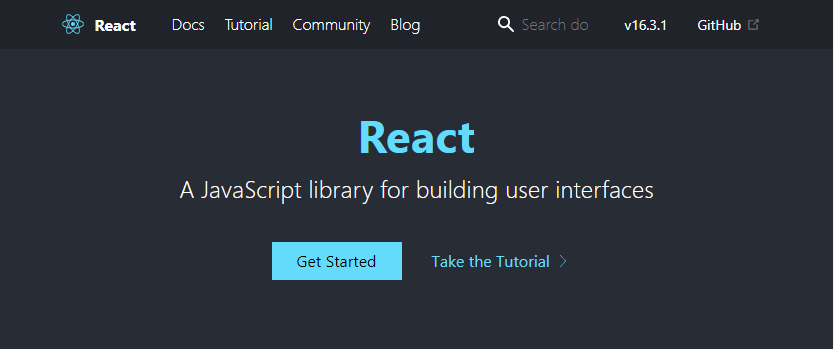 React Docs Tutorial Community Blog Search do v16.3.1 GitHub
React
A JavaScript library for building user interfaces
Get Started Take the Tutorial